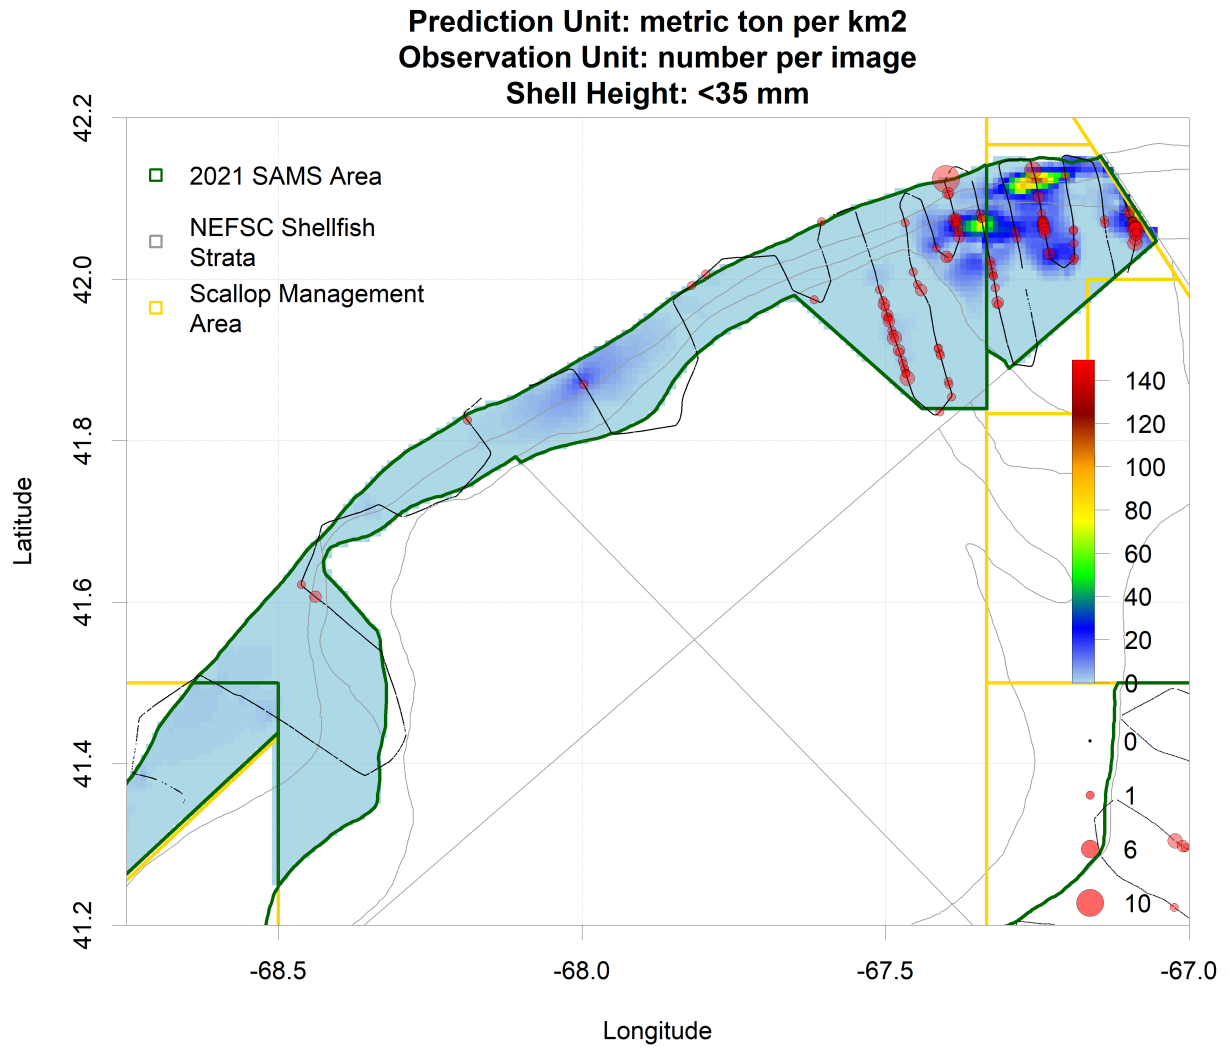 Prediction Unit: metric ton per km2
Observation Unit: number per image
Shell Height: <35 mm
2021 SAMS Area
NEFSC Shellfish
Strata
Scallop Management
Area
Latitude
42.2
42.0
41.8
41.6
41.4
41.2
140
120
100
80
60
40
20
0
0
1
6
10
-68.5
-68.0
-67.5
-67.0
Longitude